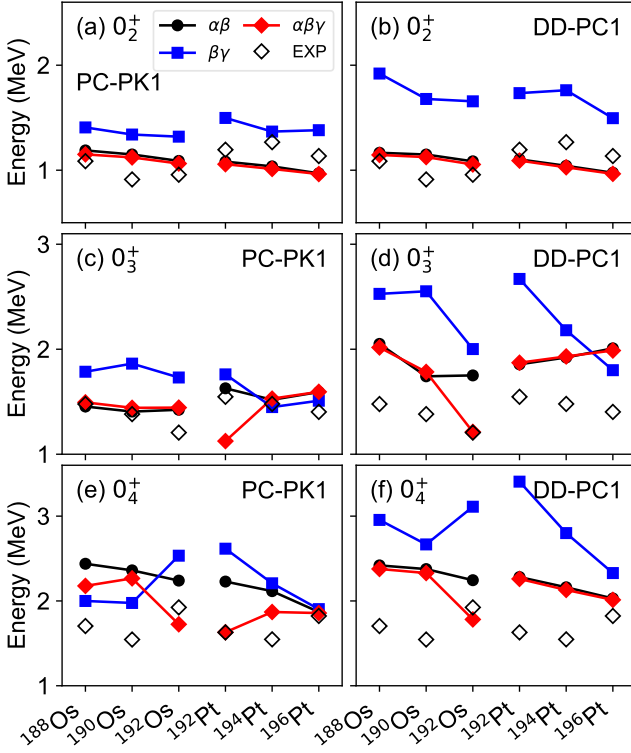 (a) 0₂⁺
αβ
αβγ
βγ
EXP
PC-PK1
(b) 0₂⁺ DD-PC1
Energy (MeV)
2
1
(c) 0₃⁺ PC-PK1
(d) 0₃⁺ DD-PC1
Energy (MeV)
3
2
1
(e) 0₄⁺ PC-PK1
(f) 0₄⁺ DD-PC1
Energy (MeV)
3
2
1
¹⁸⁸Os
¹⁹⁰Os
¹⁹²Os
¹⁹²Pt
¹⁹⁴Pt
¹⁹⁶Pt
¹⁸⁸Os
¹⁹⁰Os
¹⁹²Os
¹⁹²Pt
¹⁹⁴Pt
¹⁹⁶Pt